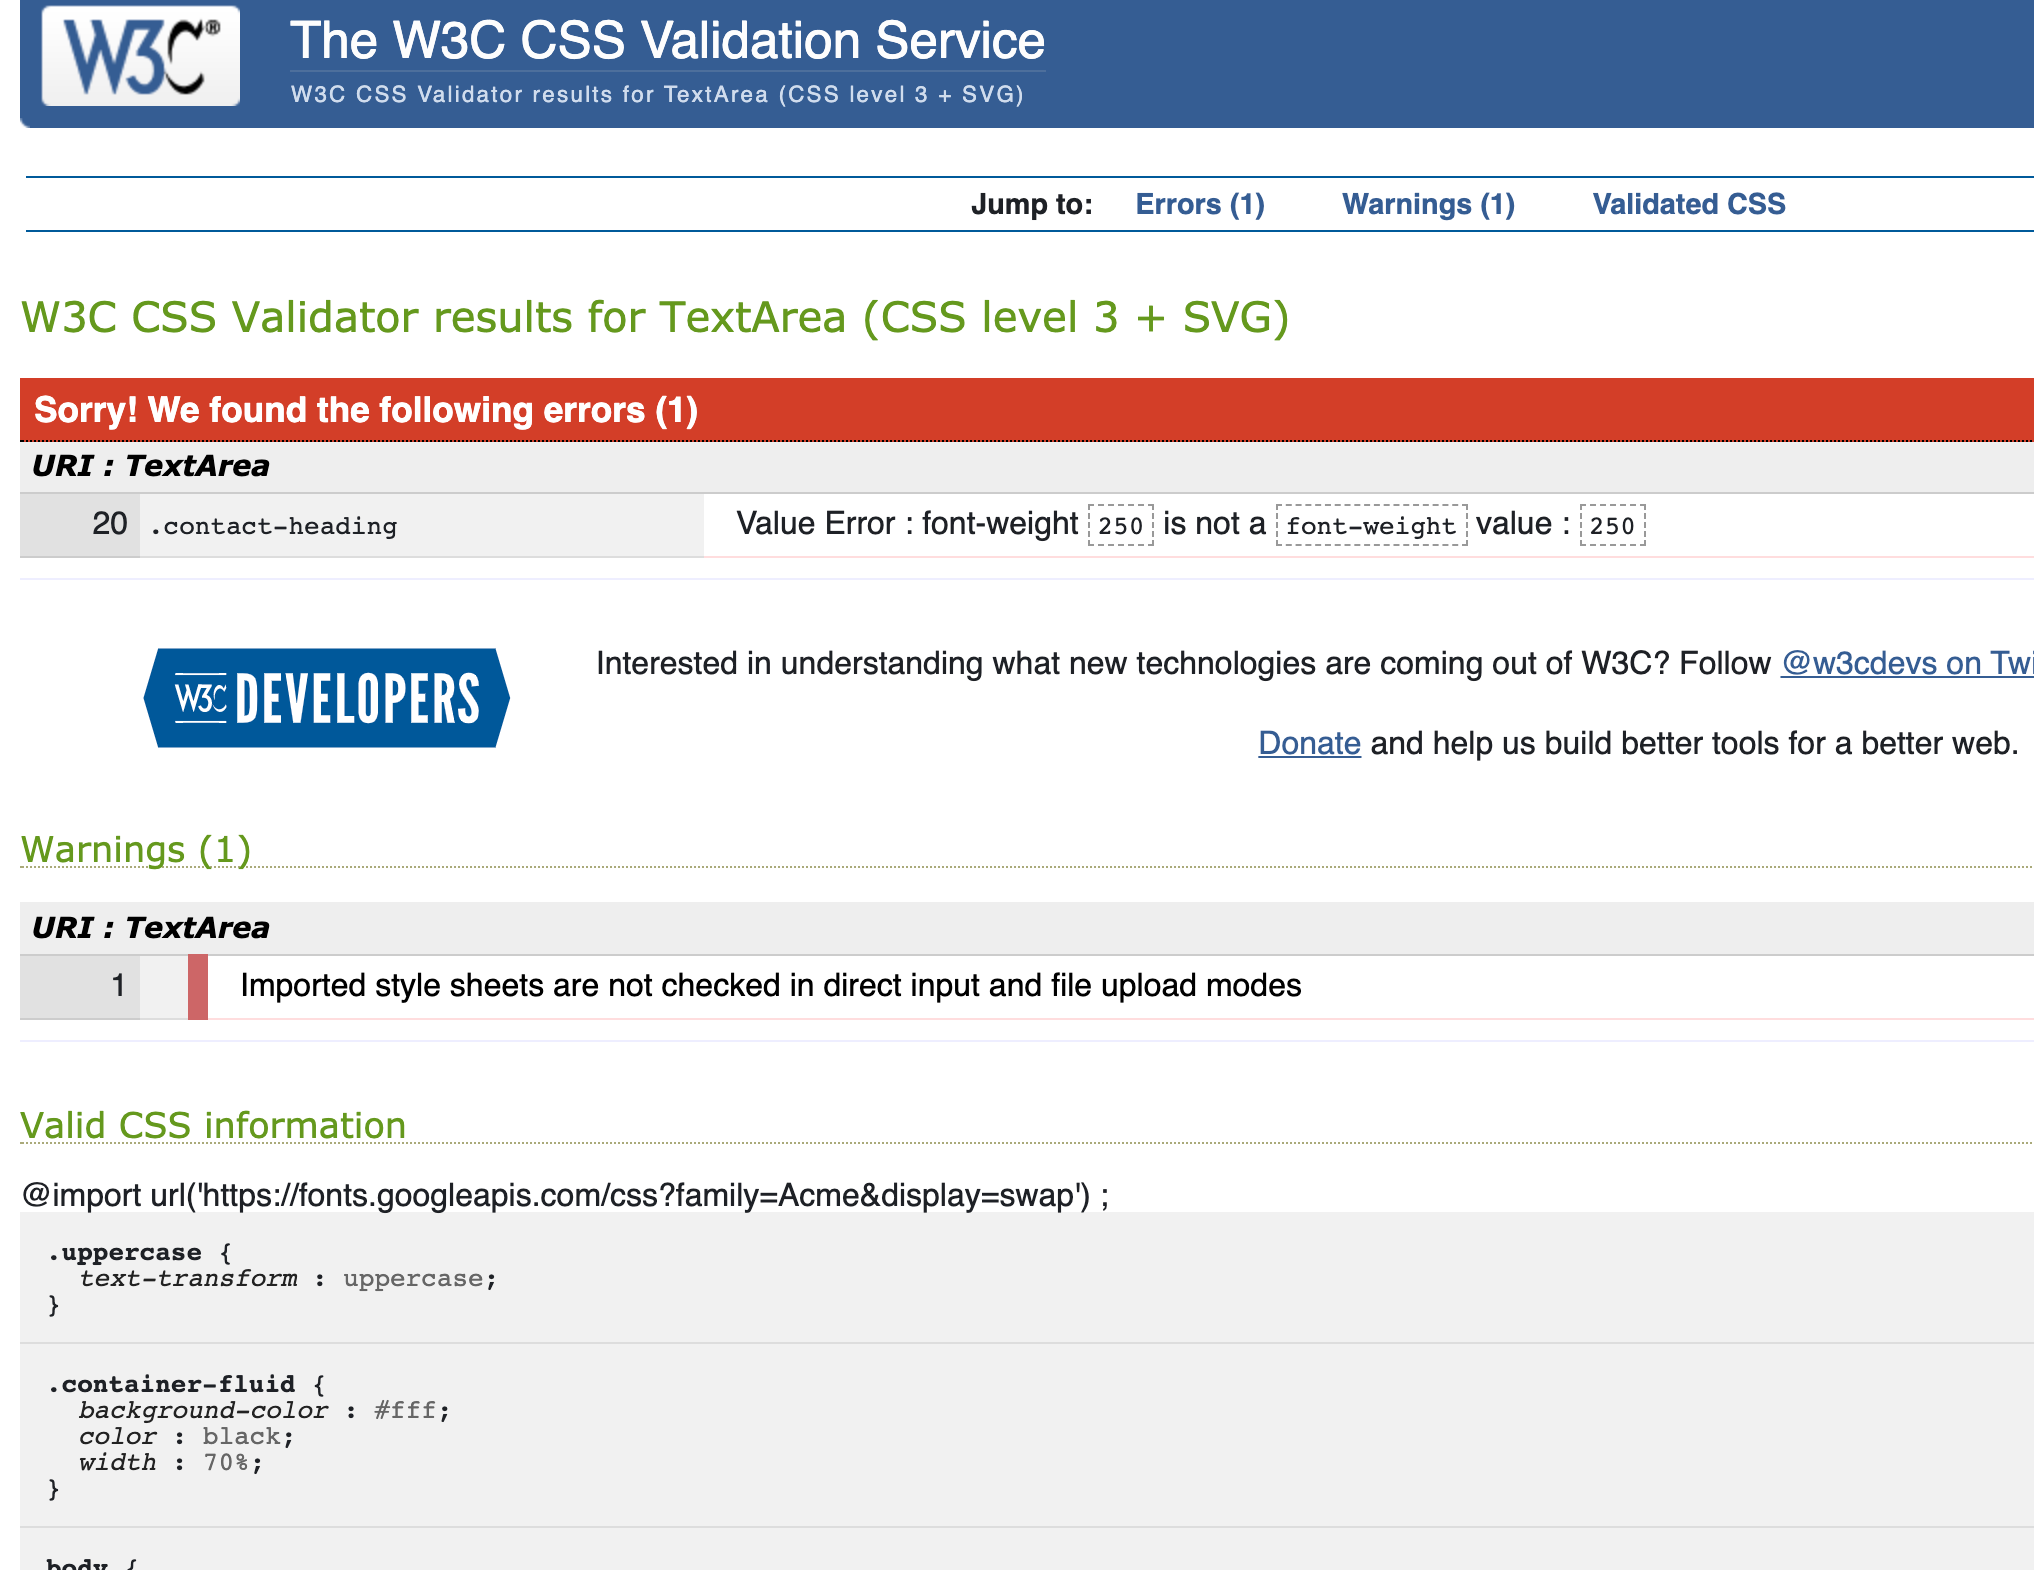 W3C®
The W3C CSS Validation Service
W3C CSS Validator results for TextArea (CSS level 3 + SVG)
Jump to: Errors (1) Warnings (1) Validated CSS
W3C CSS Validator results for TextArea (CSS level 3 + SVG)
Sorry! We found the following errors (1)
URI : TextArea
20 .contact-heading Value Error : font-weight 250 is not a font-weight value : 250
W3C DEVELOPERS
Interested in understanding what new technologies are coming out of W3C? Follow @w3cdevs on Twi
Donate and help us build better tools for a better web.
Warnings (1)
URI : TextArea
1 Imported style sheets are not checked in direct input and file upload modes
Valid CSS information
@import url('https://fonts.googleapis.com/css?family=Acme&display=swap') ;
.uppercase {
text-transform : uppercase;
}
.container-fluid {
background-color : #fff;
color : black;
width : 70%;
}
body {